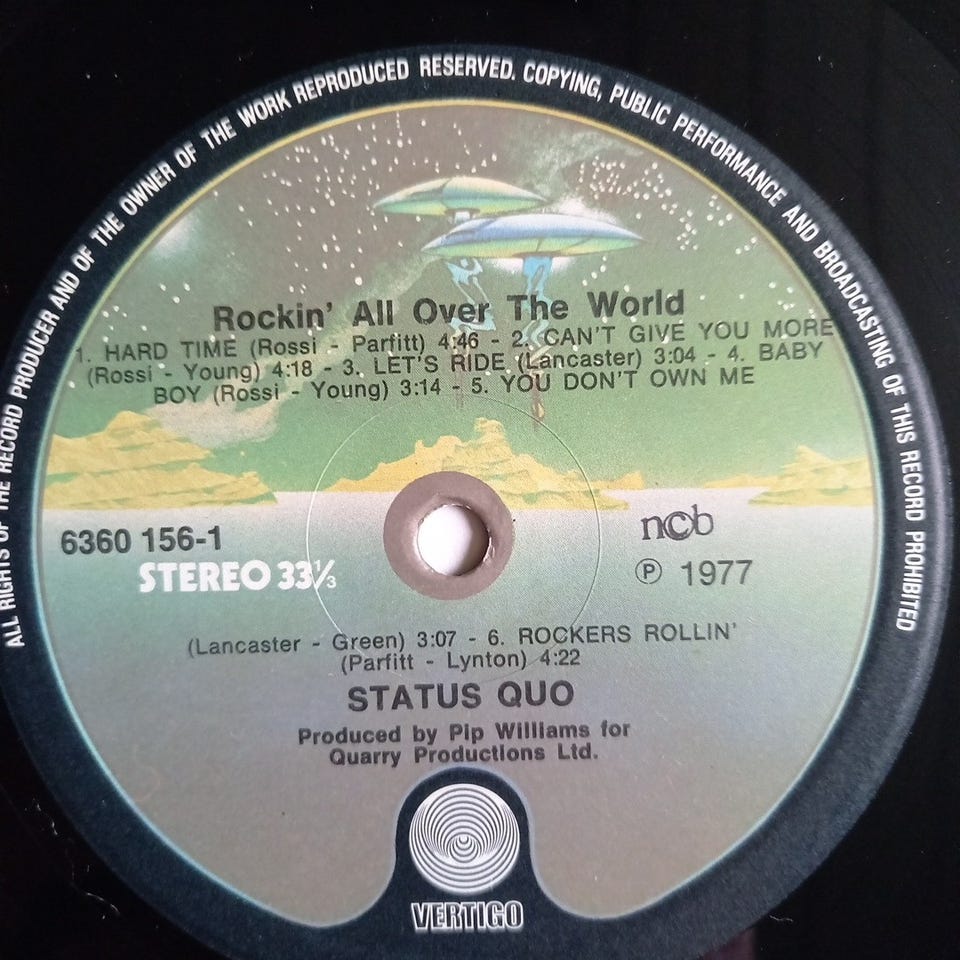 ALL RIGHTS OF THE RECORD PRODUCER AND OF THE OWNER OF THE WORK REPRODUCED RESERVED. COPYING, PUBLIC PERFORMANCE AND BROADCASTING OF THIS RECORD PROHIBITED
Rockin' All Over The World
1. HARD TIME (Rossi - Parfitt) 4:46 - 2. CAN'T GIVE YOU MORE
(Rossi - Young) 4:18 - 3. LET'S RIDE (Lancaster) 3:04 - 4. BABY
BOY (Rossi - Young) 3:14 - 5. YOU DON'T OWN ME
6360 156-1
STEREO 33⅓
ncb
℗ 1977
(Lancaster - Green) 3:07 - 6. ROCKERS ROLLIN'
(Parfitt - Lynton) 4:22
STATUS QUO
Produced by Pip Williams for
Quarry Productions Ltd.
VERTIGO